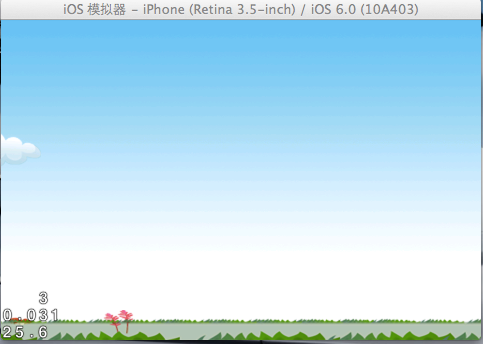 iOS 模拟器 - iPhone (Retina 3.5-inch) / iOS 6.0 (10A403)
3
0.031
25.6